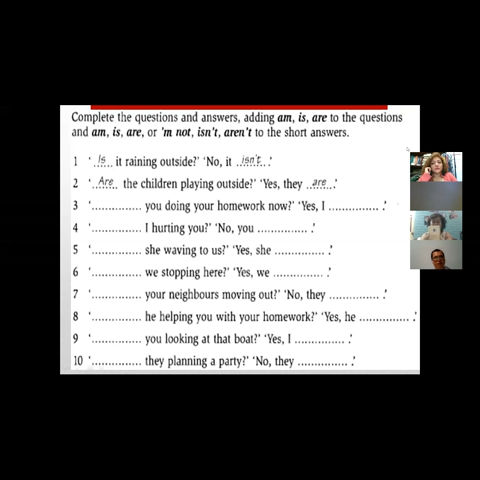 Complete the questions and answers, adding am, is, are to the questions
and am, is, are, or 'm not, isn't, aren't to the short answers.
1 '.Is... it raining outside?' 'No, it ..isn't..'
2 '..Are... the children playing outside?' 'Yes, they ..are..'
3 '............... you doing your homework now?' 'Yes, I ............... .'
4 '............... I hurting you?' 'No, you ............... .'
5 '............... she waving to us?' 'Yes, she ............... .'
6 '............... we stopping here?' 'Yes, we ............... .'
7 '............... your neighbours moving out?' 'No, they ............... .'
8 '............... he helping you with your homework?' 'Yes, he ............... .'
9 '............... you looking at that boat?' 'Yes, I ............... .'
10 '............... they planning a party?' 'No, they ............... .'